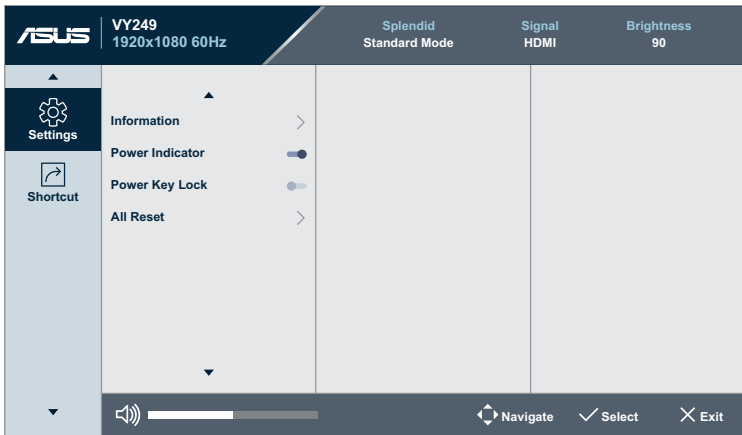 ASUS
VY249
1920x1080 60Hz
Splendid
Standard Mode
Signal
HDMI
Brightness
90
Settings
Shortcut
Information
Power Indicator
Power Key Lock
All Reset
Navigate
Select
Exit